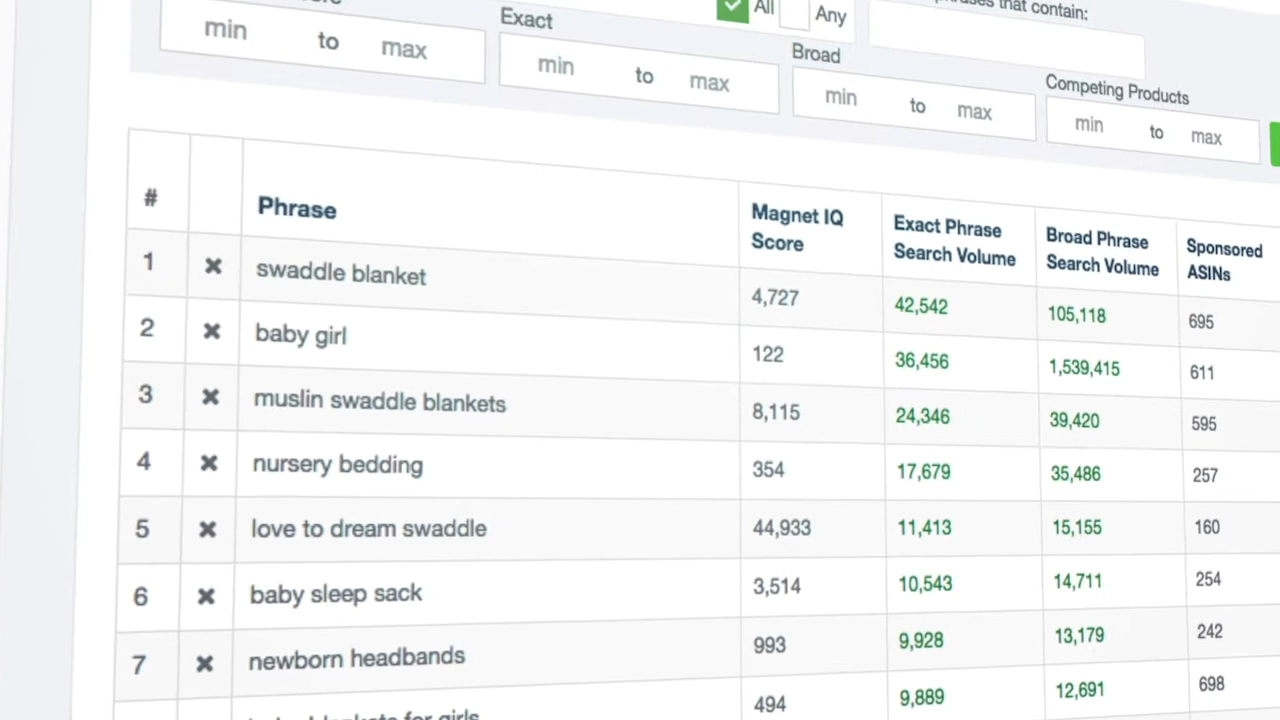 All Any
that contain:
min to max
Exact
min to max
Broad
min to max
Competing Products
min to max
# Phrase Magnet IQ Score Exact Phrase Search Volume Broad Phrase Search Volume Sponsored ASINs
1 ✖ swaddle blanket 4,727 42,542 105,118 695
2 ✖ baby girl 122 36,456 1,539,415 611
3 ✖ muslin swaddle blankets 8,115 24,346 39,420 595
4 ✖ nursery bedding 354 17,679 35,486 257
5 ✖ love to dream swaddle 44,933 11,413 15,155 160
6 ✖ baby sleep sack 3,514 10,543 14,711 254
7 ✖ newborn headbands 993 9,928 13,179 242
blankets for girls 494 9,889 12,691 698